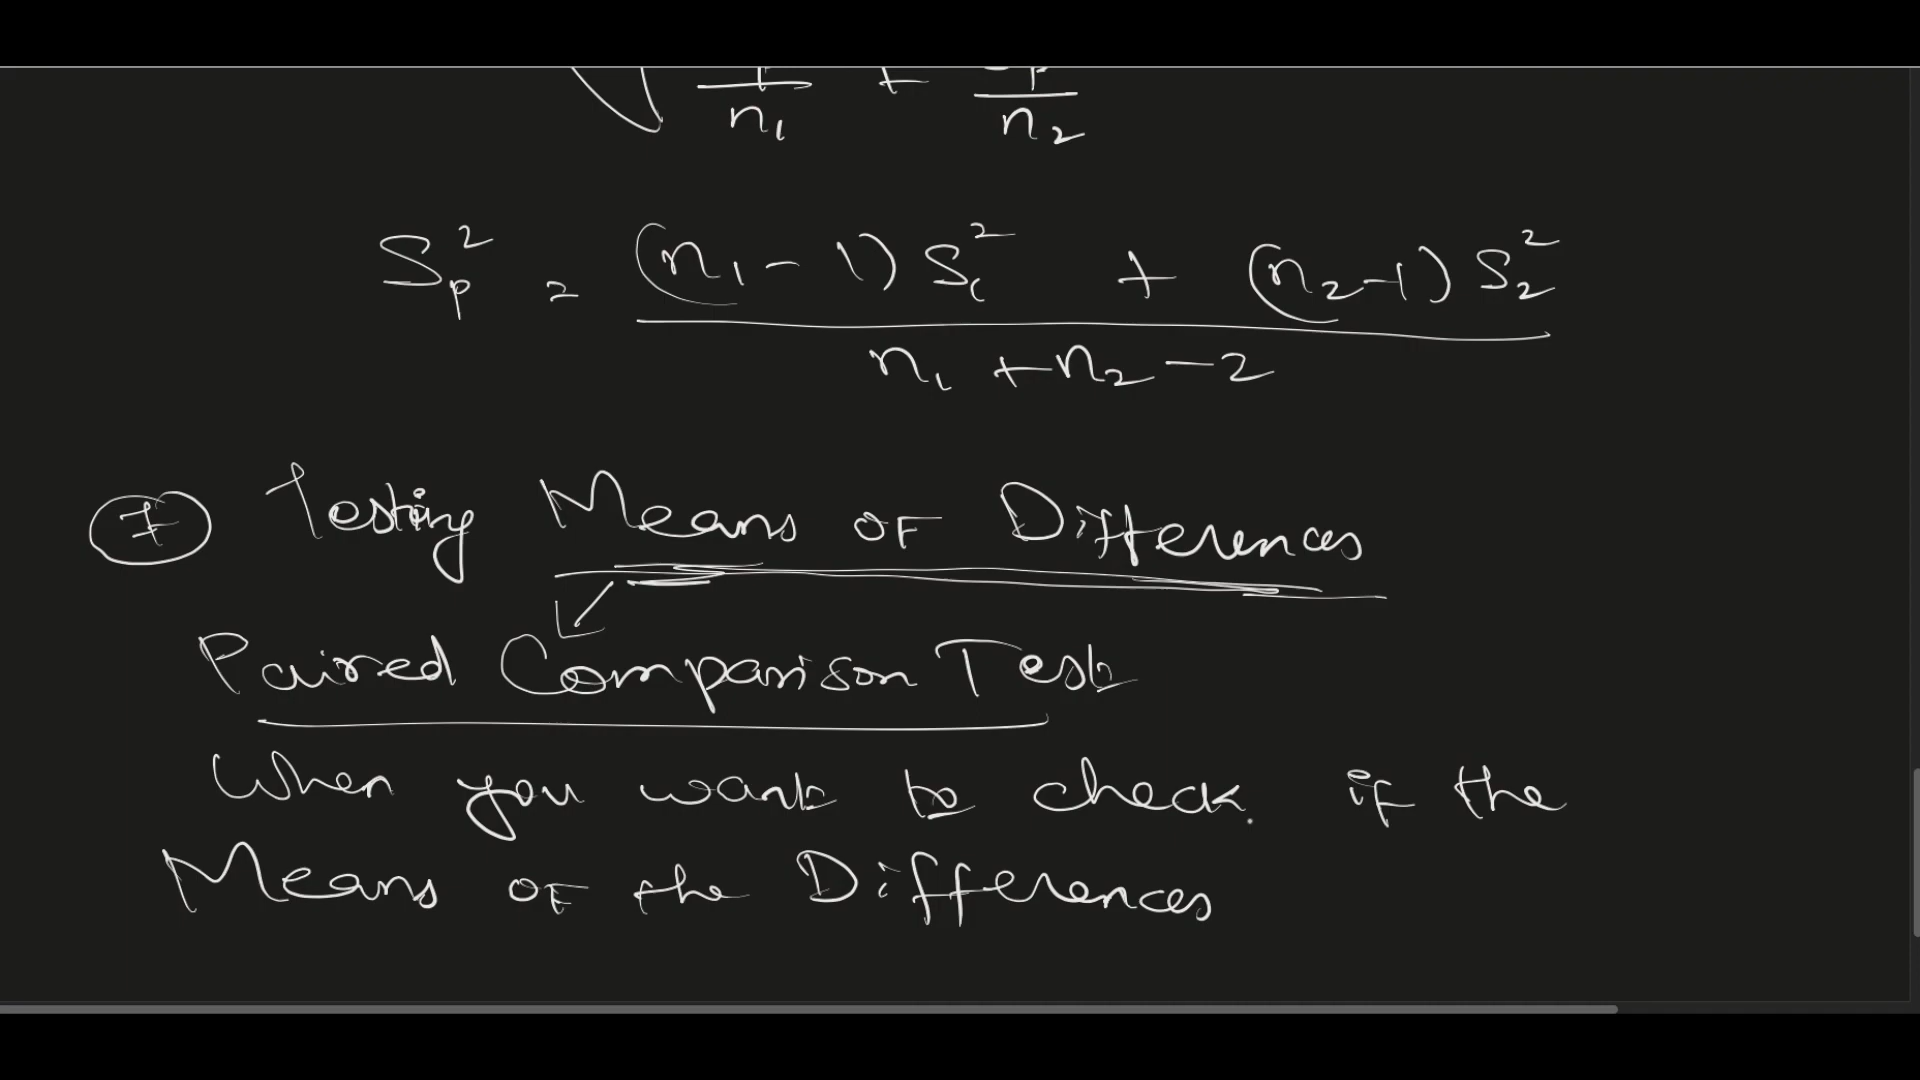 n₁ + n₂
Sp² = (n₁ - 1) S₁² + (n₂ - 1) S₂²
n₁ + n₂ - 2
7 Testing Means OF Differences
Paired Comparison Test
When you want to check if the
Means OF the Differences